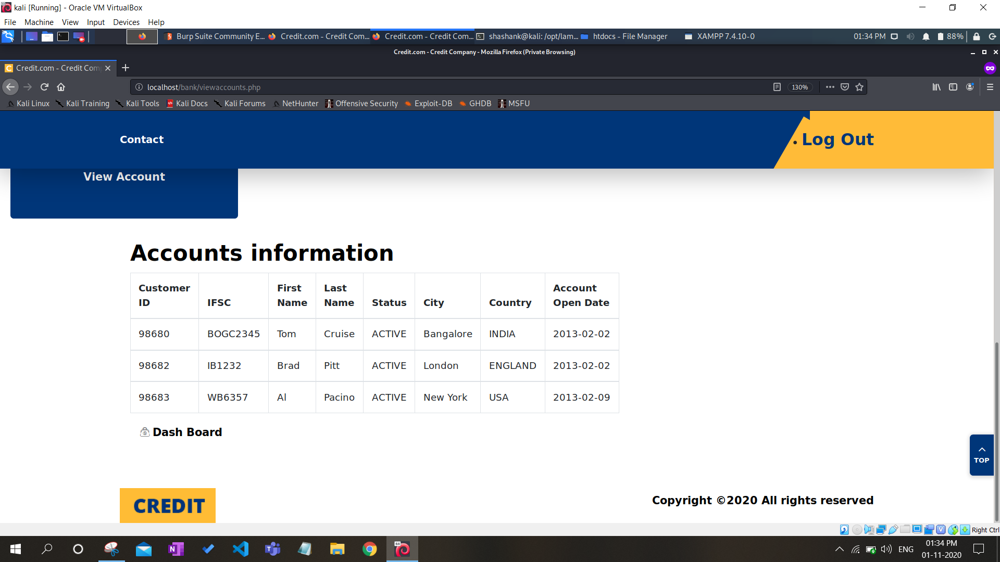 kali [Running] - Oracle VM VirtualBox
File Machine View Input Devices Help
Burp Suite Community E... Credit.com - Credit Com... Credit.com - Credit Com... shashank@kali: /opt/lam... htdocs - File Manager XAMPP 7.4.10-0 01:34 PM 88%
Credit.com - Credit Company - Mozilla Firefox (Private Browsing)
Credit.com - Credit Com
localhost/bank/viewaccounts.php 130%
Kali Linux Kali Training Kali Tools Kali Docs Kali Forums NetHunter Offensive Security Exploit-DB GHDB MSFU
Contact • Log Out
View Account
Accounts information
Customer ID IFSC First Name Last Name Status City Country Account Open Date
98680 BOGC2345 Tom Cruise ACTIVE Bangalore INDIA 2013-02-02
98682 IB1232 Brad Pitt ACTIVE London ENGLAND 2013-02-02
98683 WB6357 Al Pacino ACTIVE New York USA 2013-02-09
Dash Board
TOP
CREDIT
Copyright ©2020 All rights reserved
Right Ctrl
ENG 01:34 PM
01-11-2020